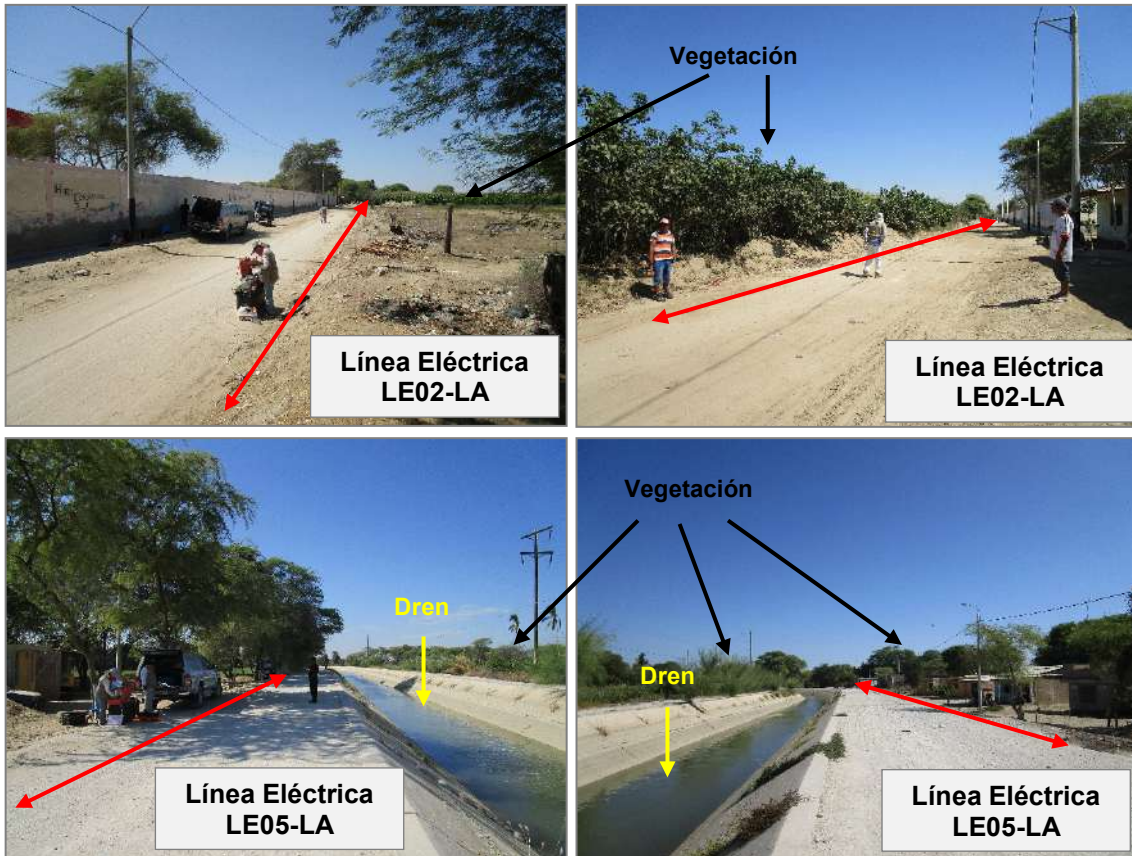 Vegetación
Línea Eléctrica
LE02-LA
Línea Eléctrica
LE02-LA
Vegetación
Dren
Dren
Línea Eléctrica
LE05-LA
Línea Eléctrica
LE05-LA